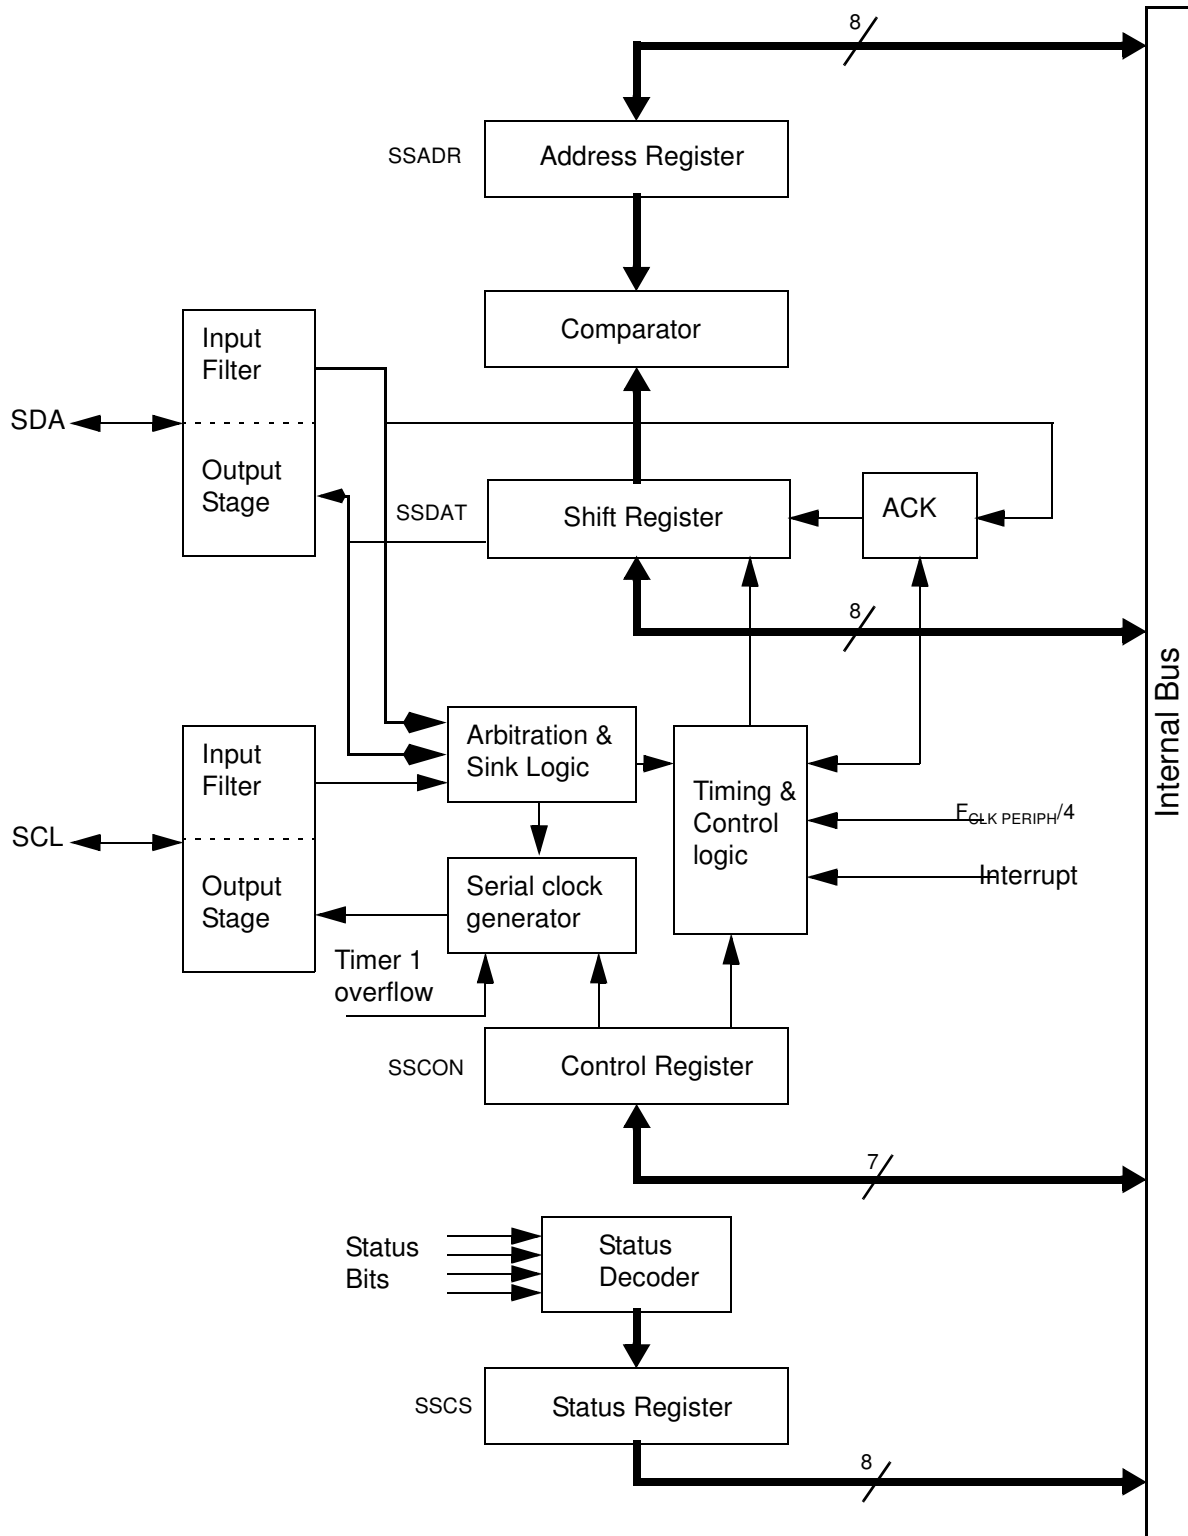 8
SSADR
Address Register
Comparator
Input
Filter
SDA
Output
Stage
SSDAT
Shift Register
ACK
8
Internal Bus
Input
Filter
SCL
Output
Stage
Arbitration &
Sink Logic
Timing &
Control
logic
FCLK PERIPH/4
Interrupt
Serial clock
generator
Timer 1
overflow
SSCON
Control Register
7
Status
Bits
Status
Decoder
SSCS
Status Register
8